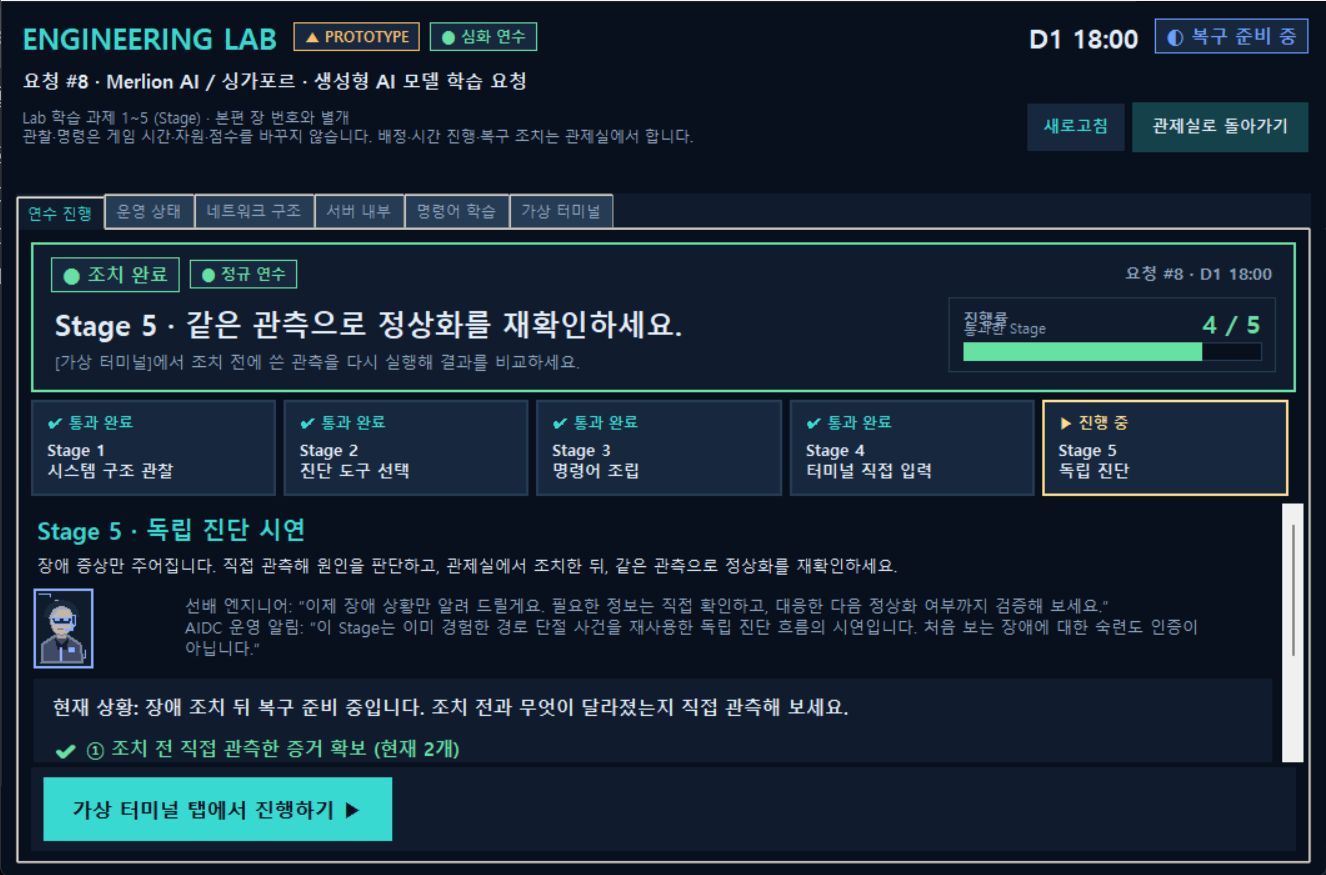 ENGINEERING LAB
▲ PROTOTYPE
● 심화 연수
D1 18:00
◐ 복구 준비 중
요청 #8 · Merlion AI / 싱가포르 · 생성형 AI 모델 학습 요청
Lab 학습 과제 1~5 (Stage) · 본편 장 번호와 별개
관찰·명령은 게임 시간·자원·점수를 바꾸지 않습니다. 배정·시간 진행·복구 조치는 관제실에서 합니다.
새로고침
관제실로 돌아가기
연수 진행
운영 상태
네트워크 구조
서버 내부
명령어 학습
가상 터미널
● 조치 완료
● 정규 연수
요청 #8 · D1 18:00
Stage 5 · 같은 관측으로 정상화를 재확인하세요.
[가상 터미널]에서 조치 전에 쓴 관측을 다시 실행해 결과를 비교하세요.
진행률
통과한 Stage
4 / 5
✔ 통과 완료
Stage 1
시스템 구조 관찰
✔ 통과 완료
Stage 2
진단 도구 선택
✔ 통과 완료
Stage 3
명령어 조립
✔ 통과 완료
Stage 4
터미널 직접 입력
▶ 진행 중
Stage 5
독립 진단
Stage 5 · 독립 진단 시연
장애 증상만 주어집니다. 직접 관측해 원인을 판단하고, 관제실에서 조치한 뒤, 같은 관측으로 정상화를 재확인하세요.
선배 엔지니어: “이제 장애 상황만 알려 드릴게요. 필요한 정보는 직접 확인하고, 대응한 다음 정상화 여부까지 검증해 보세요.”
AIDC 운영 알림: “이 Stage는 이미 경험한 경로 단절 사건을 재사용한 독립 진단 흐름의 시연입니다. 처음 보는 장애에 대한 숙련도 인증이
아닙니다.”
현재 상황: 장애 조치 뒤 복구 준비 중입니다. 조치 전과 무엇이 달라졌는지 직접 관측해 보세요.
✔ ① 조치 전 직접 관측한 증거 확보 (현재 2개)
가상 터미널 탭에서 진행하기 ▶